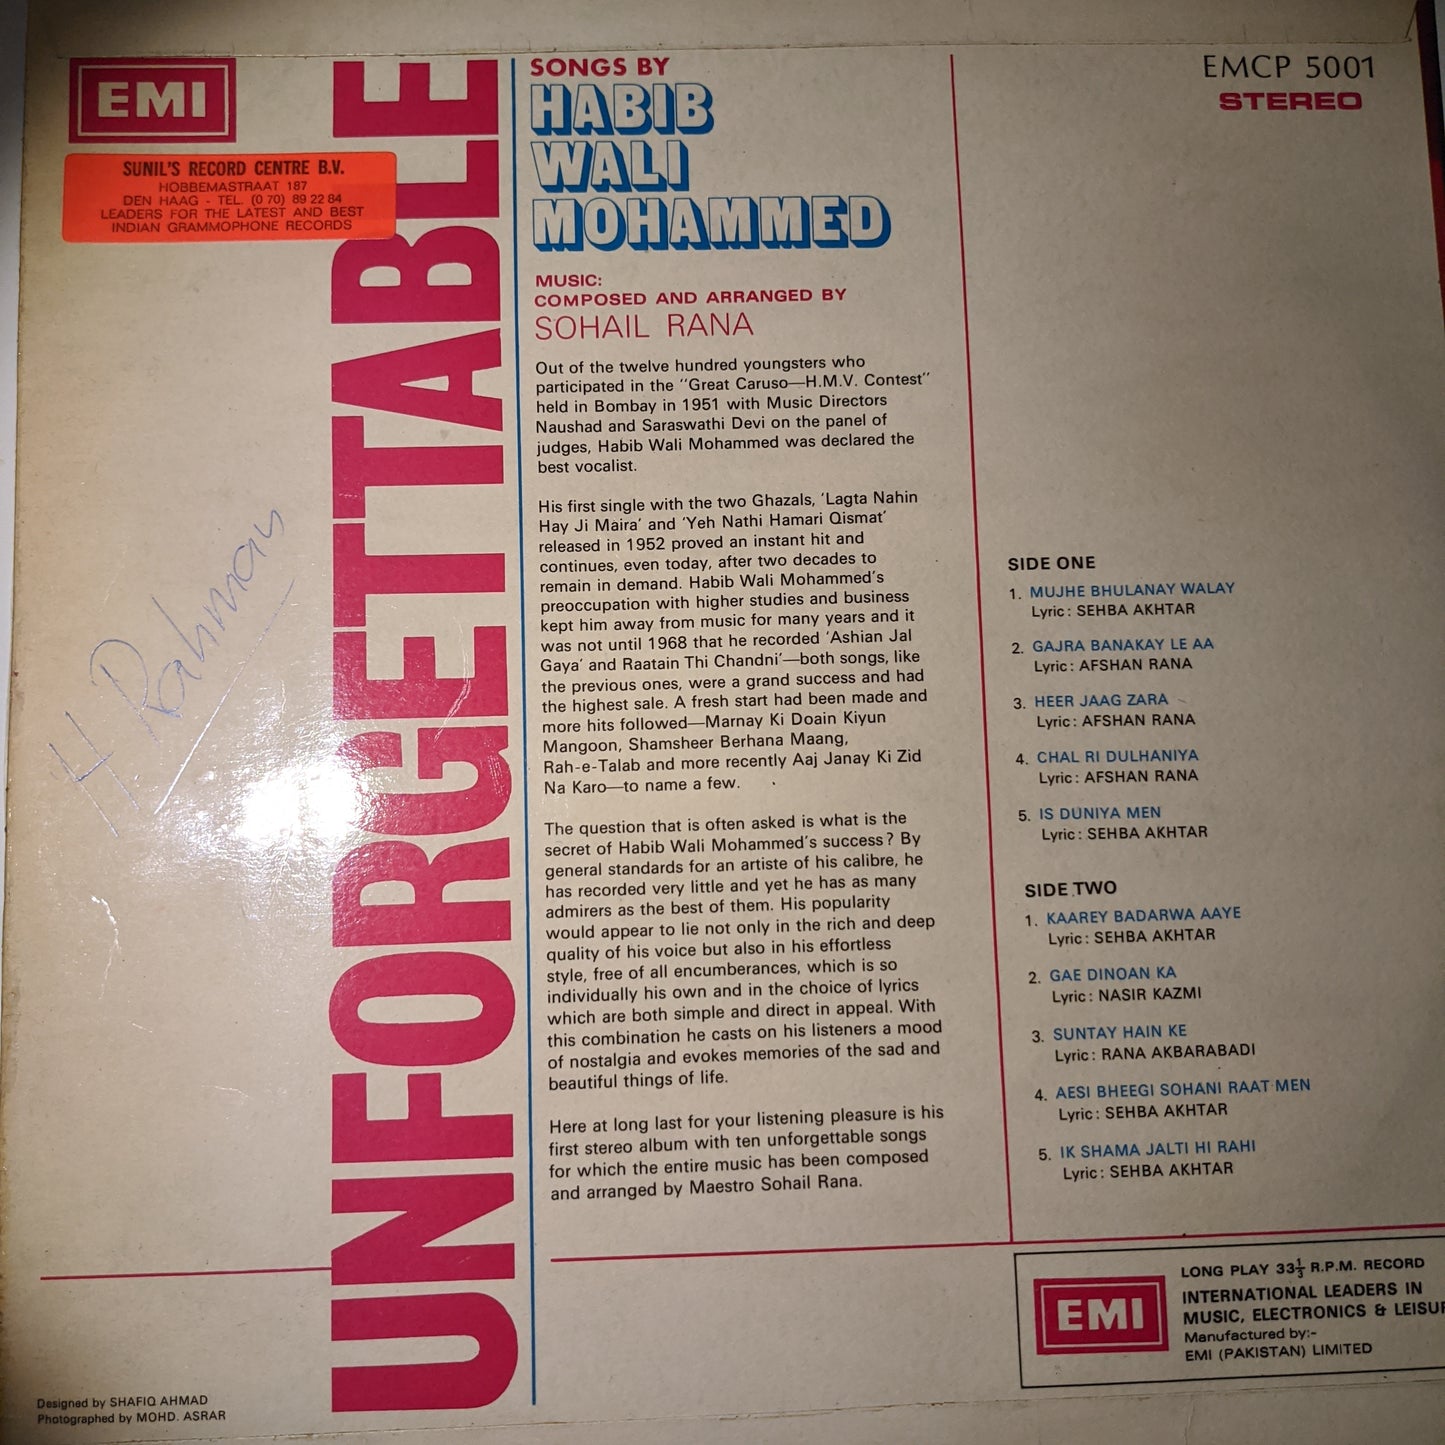 EMI
SUNIL'S RECORD CENTRE B.V.
HOBBEMASTRAAT 187
DEN HAAG - TEL. (0 70) 89 22 84
LEADERS FOR THE LATEST AND BEST
INDIAN GRAMMOPHONE RECORDS
H Rahman
UNFORGETTABLE
SONGS BY
HABIB
WALI
MOHAMMED
MUSIC:
COMPOSED AND ARRANGED BY
SOHAIL RANA
Out of the twelve hundred youngsters who
participated in the "Great Caruso—H.M.V. Contest"
held in Bombay in 1951 with Music Directors
Naushad and Saraswathi Devi on the panel of
judges, Habib Wali Mohammed was declared the
best vocalist.
His first single with the two Ghazals, 'Lagta Nahin
Hay Ji Maira' and 'Yeh Nathi Hamari Qismat'
released in 1952 proved an instant hit and
continues, even today, after two decades to
remain in demand. Habib Wali Mohammed's
preoccupation with higher studies and business
kept him away from music for many years and it
was not until 1968 that he recorded 'Ashian Jal
Gaya' and Raatain Thi Chandni'—both songs, like
the previous ones, were a grand success and had
the highest sale. A fresh start had been made and
more hits followed—Marnay Ki Doain Kiyun
Mangoon, Shamsheer Berhana Maang,
Rah-e-Talab and more recently Aaj Janay Ki Zid
Na Karo—to name a few.
The question that is often asked is what is the
secret of Habib Wali Mohammed's success? By
general standards for an artiste of his calibre, he
has recorded very little and yet he has as many
admirers as the best of them. His popularity
would appear to lie not only in the rich and deep
quality of his voice but also in his effortless
style, free of all encumberances, which is so
individually his own and in the choice of lyrics
which are both simple and direct in appeal. With
this combination he casts on his listeners a mood
of nostalgia and evokes memories of the sad and
beautiful things of life.
Here at long last for your listening pleasure is his
first stereo album with ten unforgettable songs
for which the entire music has been composed
and arranged by Maestro Sohail Rana.
EMCP 5001
STEREO
SIDE ONE
1. MUJHE BHULANAY WALAY
Lyric: SEHBA AKHTAR
2. GAJRA BANAKAY LE AA
Lyric: AFSHAN RANA
3. HEER JAAG ZARA
Lyric: AFSHAN RANA
4. CHAL RI DULHANIYA
Lyric: AFSHAN RANA
5. IS DUNIYA MEN
Lyric: SEHBA AKHTAR
SIDE TWO
1. KAAREY BADARWA AAYE
Lyric: SEHBA AKHTAR
2. GAE DINOAN KA
Lyric: NASIR KAZMI
3. SUNTAY HAIN KE
Lyric: RANA AKBARABADI
4. AESI BHEEGI SOHANI RAAT MEN
Lyric: SEHBA AKHTAR
5. IK SHAMA JALTI HI RAHI
Lyric: SEHBA AKHTAR
EMI
LONG PLAY 33⅓ R.P.M. RECORD
INTERNATIONAL LEADERS IN
MUSIC, ELECTRONICS & LEISUR
Manufactured by:-
EMI (PAKISTAN) LIMITED
Designed by SHAFIQ AHMAD
Photographed by MOHD. ASRAR